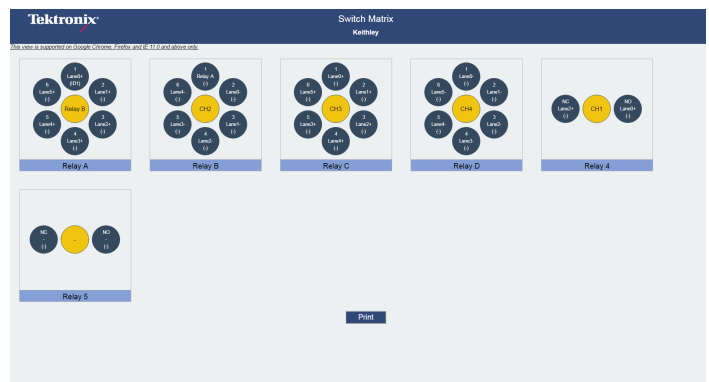 Tektronix®
Switch Matrix
Keithley
This view is supported on Google Chrome, Firefox and IE 11.0 and above only.
1
Lane0+
(ID1)
2
Lane1+
(-)
3
Lane2+
(-)
4
Lane3+
(-)
5
Lane4+
(-)
6
Lane5+
(-)
Relay B
Relay A
1
Relay A
(-)
2
Lane0-
(-)
3
Lane1-
(-)
4
Lane2-
(-)
5
Lane3-
(-)
6
Lane4-
(-)
CH2
Relay B
1
Lane0+
(-)
2
Lane1+
(-)
3
Lane2+
(-)
4
Lane4+
(-)
5
Lane3+
(-)
6
Lane5+
(-)
CH3
Relay C
1
Lane0-
(-)
2
Lane1-
(-)
3
Lane2-
(-)
4
Lane3-
(-)
5
Lane4-
(-)
6
Lane5-
(-)
CH4
Relay D
NC
Lane2+
(-)
CH1
NO
Lane0+
(-)
Relay 4
NC
-
(-)
-
NO
-
(-)
Relay 5
Print